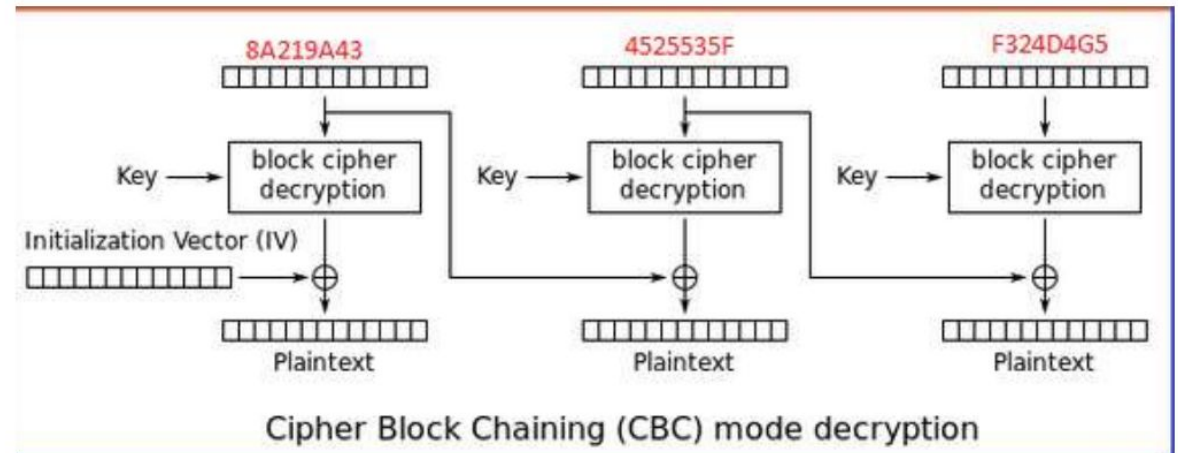 8A219A43 4525535F F324D4G5
block cipher block cipher block cipher
Key decryption Key decryption Key decryption
Initialization Vector (IV)
Plaintext Plaintext Plaintext
Cipher Block Chaining (CBC) mode decryption